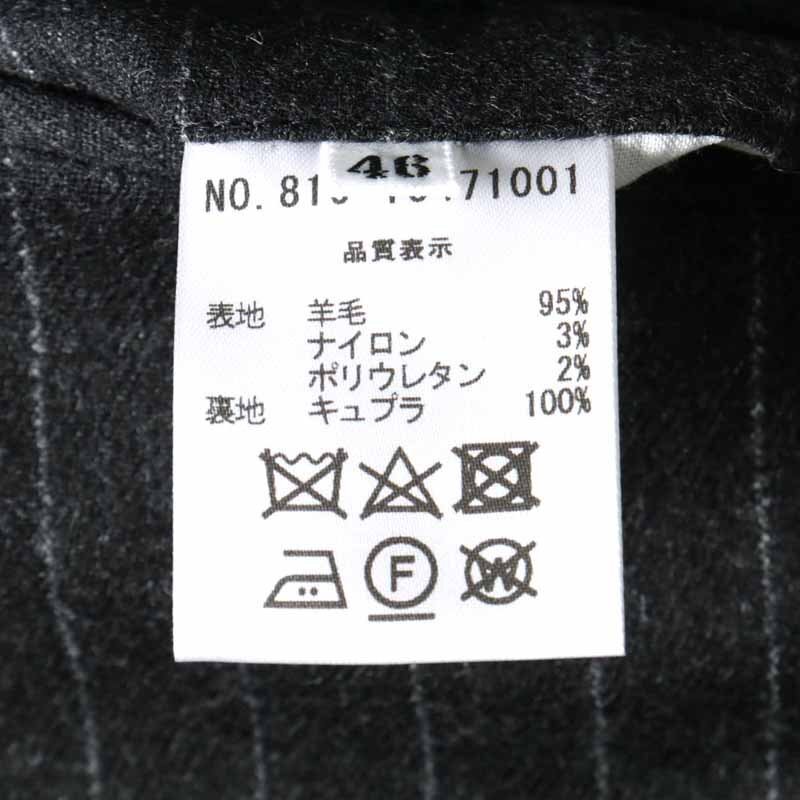 46
NO. 71001
品質表示
表地 羊毛 95%
ナイロン 3%
ポリウレタン 2%
裏地 キュプラ 100%
F
W